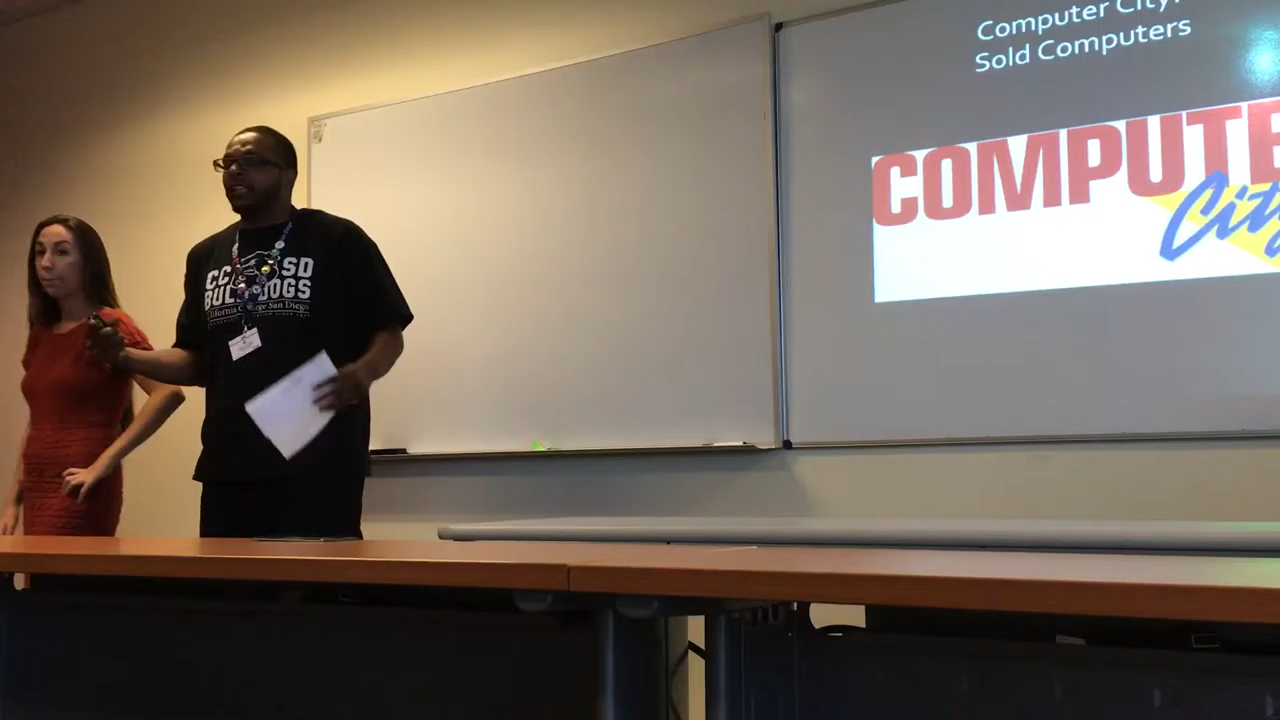 Computer City:
Sold Computers
COMPUTE
City
CC SD
BULLDOGS
California College San Diego